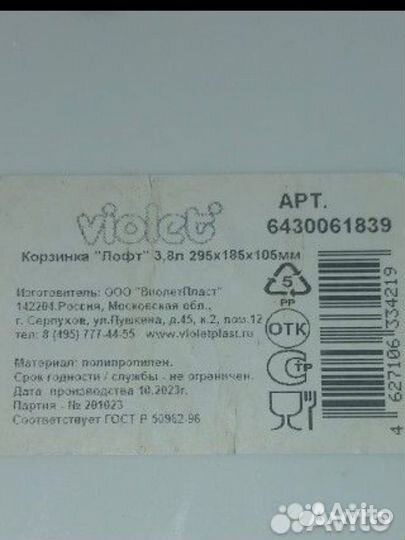 violet
АРТ.
6430061839
Корзинка "Лофт" 3,8л 295х185х105мм
Изготовитель: ООО "ВиолетПласт"
142204.Россия, Московская обл.,
г. Серпухов, ул.Пушкина, д.45, к.2, пом.12
тел: 8 (495) 777-44-55 www.violetplast.ru
Материал: полипропилен.
Срок годности / службы - не ограничен.
Дата производства 10.2023г.
Партия - № 201023
Соответствует ГОСТ Р 50962-96
5
PP
ОТК
СТР
4 627106 334219
Avito